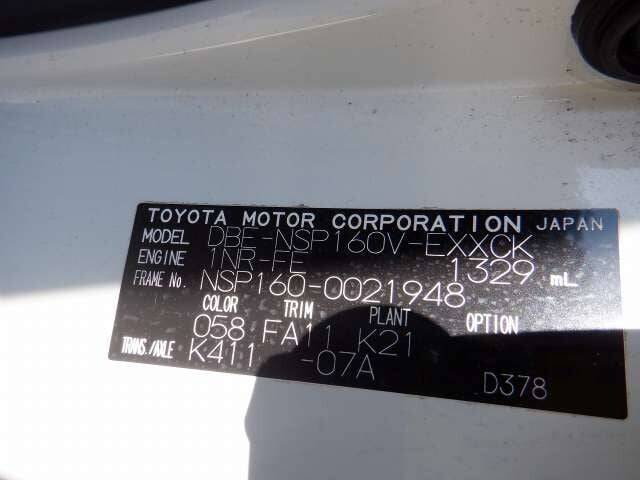 TOYOTA MOTOR CORPORATION JAPAN
MODEL DBE-NSP160V-EXXCK
ENGINE 1NR-FE 1329 mL
FRAME No. NSP160-0021948
COLOR TRIM PLANT OPTION
058 FA11 K21
TRANS./AXLE K411 -07A
D378